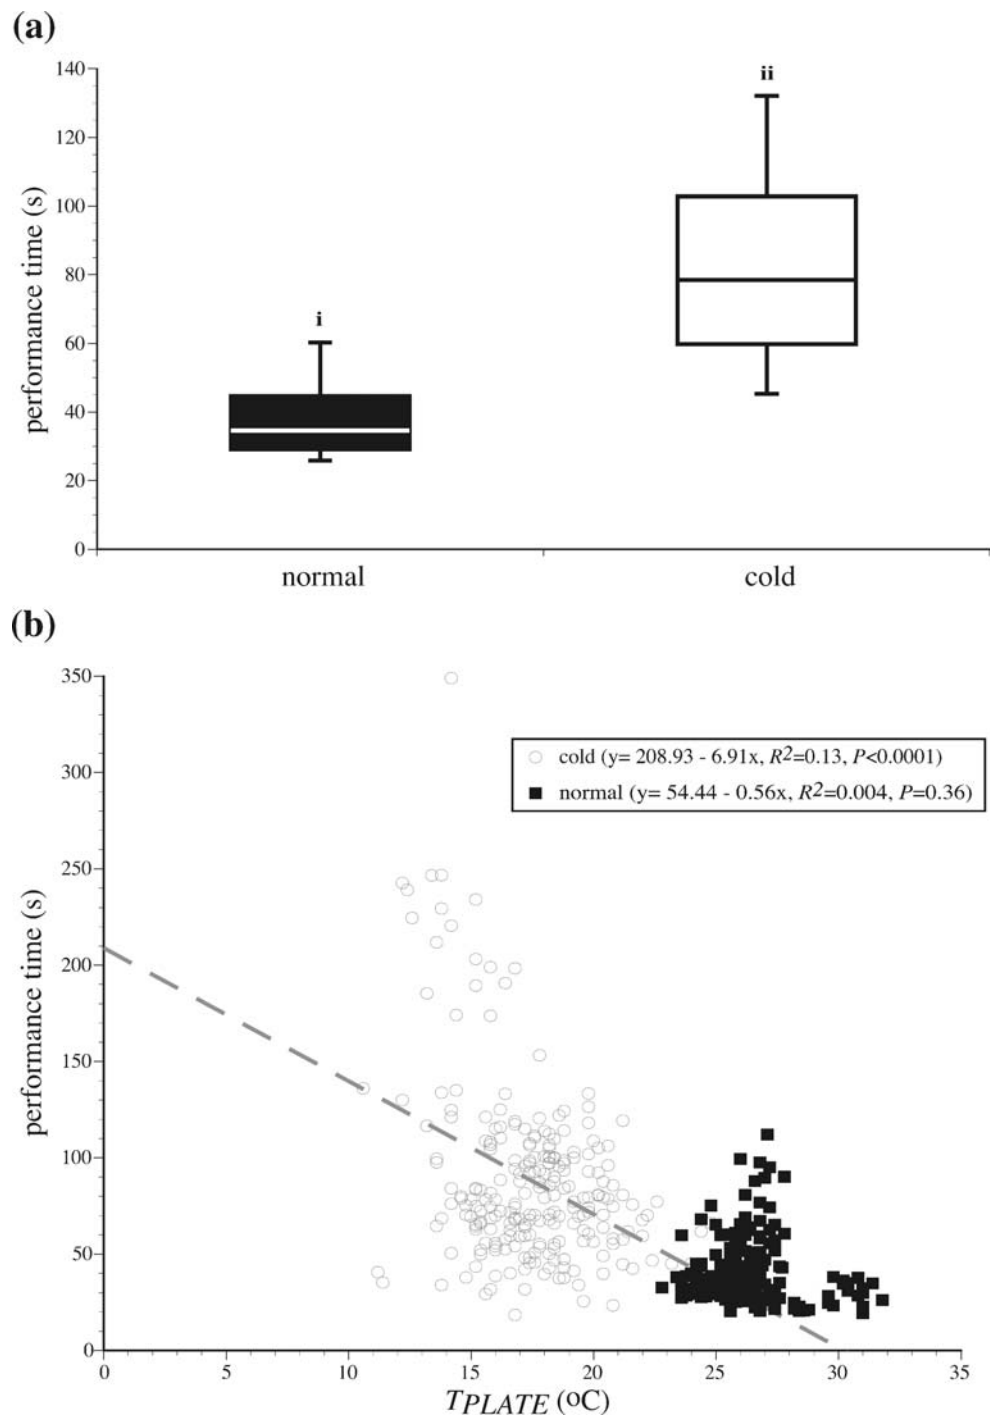 (a)
140
120
100
80
60
40
20
0
performance time (s)
i
ii
normal
cold
(b)
350
300
250
200
150
100
50
0
performance time (s)
cold (y= 208.93 - 6.91x, R2=0.13, P<0.0001)
normal (y= 54.44 - 0.56x, R2=0.004, P=0.36)
0 5 10 15 20 25 30 35
TPLATE (oC)